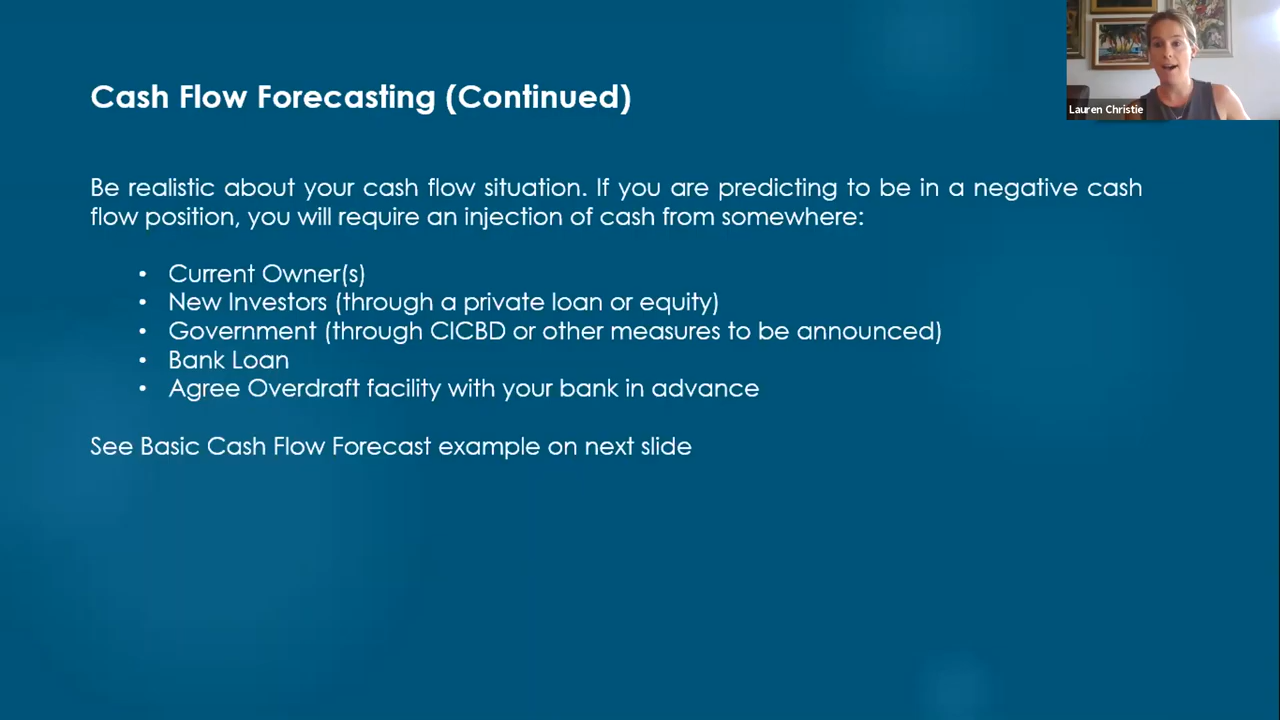 Lauren Christie
Cash Flow Forecasting (Continued)
Be realistic about your cash flow situation. If you are predicting to be in a negative cash
flow position, you will require an injection of cash from somewhere:
• Current Owner(s)
• New Investors (through a private loan or equity)
• Government (through CICBD or other measures to be announced)
• Bank Loan
• Agree Overdraft facility with your bank in advance
See Basic Cash Flow Forecast example on next slide